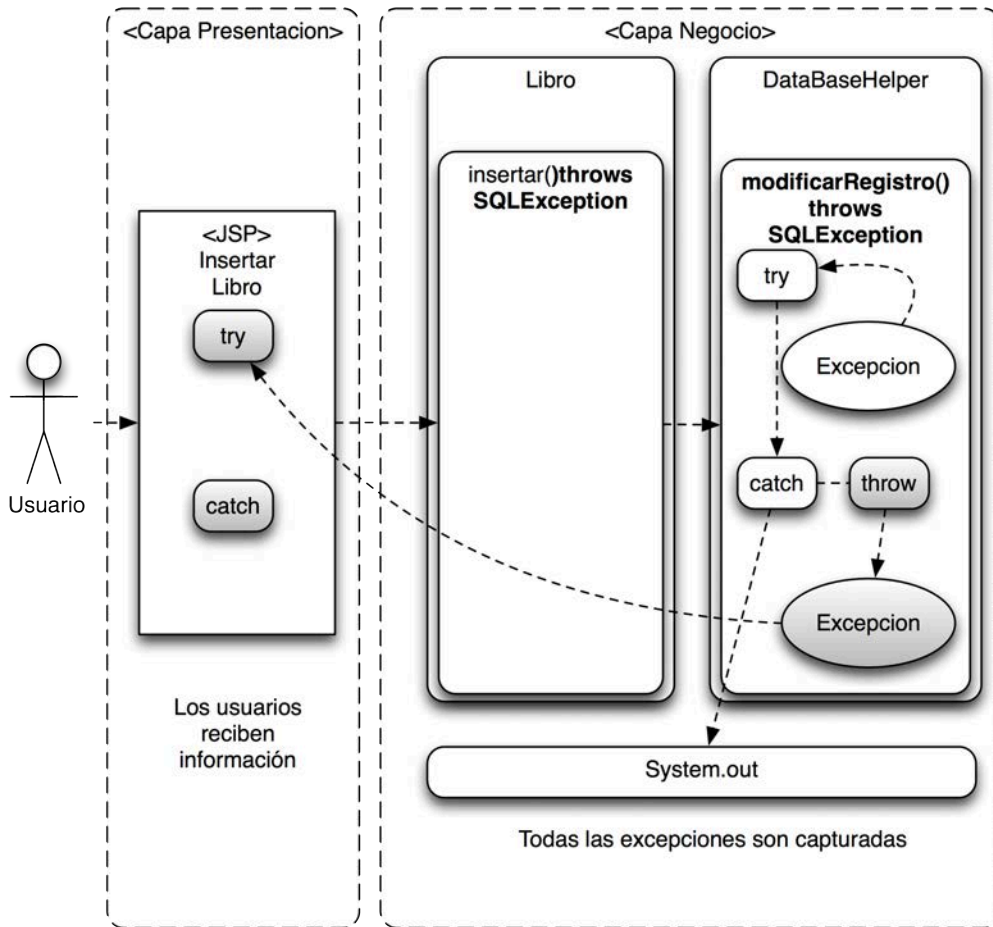 <Capa Presentacion>
<JSP>
Insertar
Libro
try
catch
Usuario
Los usuarios
reciben
información
<Capa Negocio>
Libro
insertar()throws
SQLException
DataBaseHelper
modificarRegistro()
throws
SQLException
try
Excepcion
catch
throw
Excepcion
System.out
Todas las excepciones son capturadas